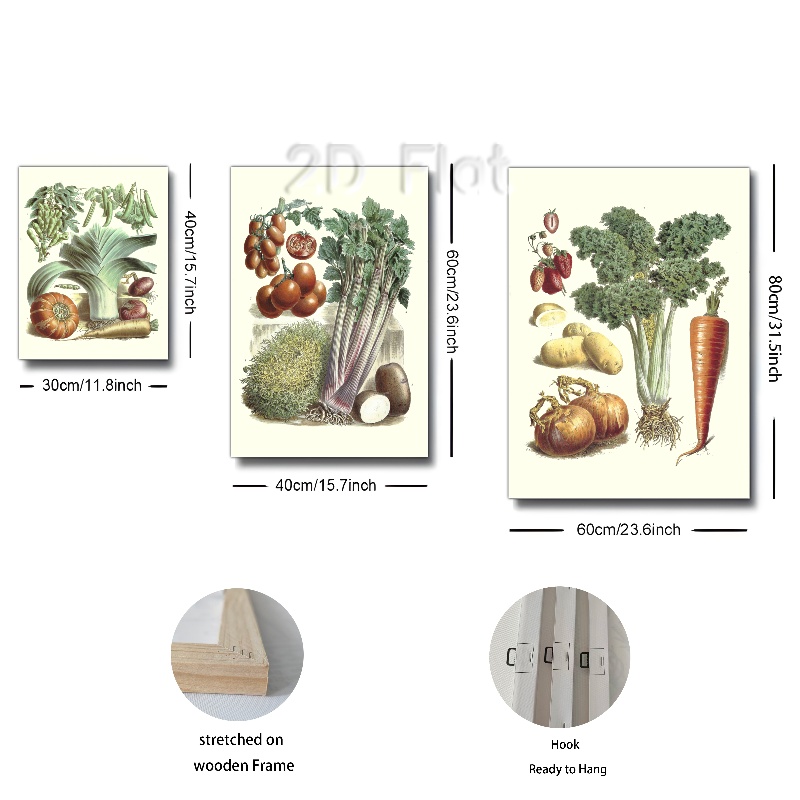 2D Flat
40cm/15.7inch
30cm/11.8inch
60cm/23.6inch
40cm/15.7inch
80cm/31.5inch
60cm/23.6inch
stretched on
wooden Frame
Hook
Ready to Hang